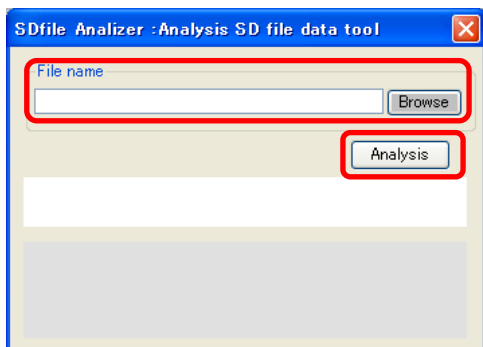 SDfile Analizer :Analysis SD file data tool
File name
Browse
Analysis